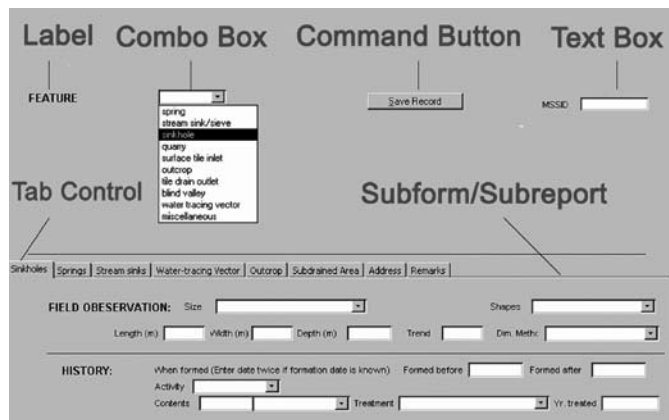 Label Combo Box Command Button Text Box
FEATURE Save Record MSSID
spring
stream sink/sieve
sinkhole
quarry
surface tile inlet
outcrop
tile drain outlet
blind valley
water tracing vector
miscellaneous
Tab Control Subform/Subreport
Sinkholes Springs Stream sinks Water-tracing Vector Outcrop Subdrained Area Address Remarks
FIELD OBESERVATION: Size Shapes
Length (m) Width (m) Depth (m) Trend Dim. Methx:
HISTORY: When formed (Enter date twice if formation date is known) Formed before Formed after
Activity
Contents Treatment Yr. treated